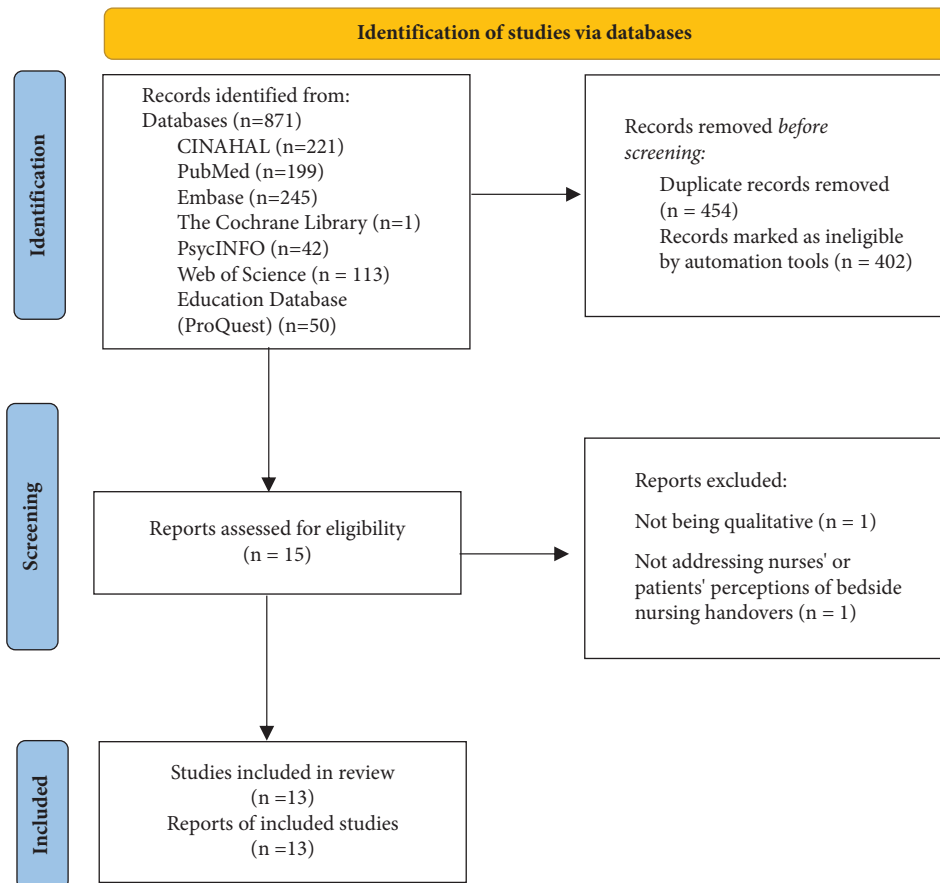 Identification of studies via databases
Identification
Records identified from:
Databases (n=871)
CINAHAL (n=221)
PubMed (n=199)
Embase (n=245)
The Cochrane Library (n=1)
PsycINFO (n=42)
Web of Science (n = 113)
Education Database
(ProQuest) (n=50)
Records removed before
screening:
Duplicate records removed
(n = 454)
Records marked as ineligible
by automation tools (n = 402)
Screening
Reports assessed for eligibility
(n = 15)
Reports excluded:
Not being qualitative (n = 1)
Not addressing nurses' or
patients' perceptions of bedside
nursing handovers (n = 1)
Included
Studies included in review
(n =13)
Reports of included studies
(n =13)